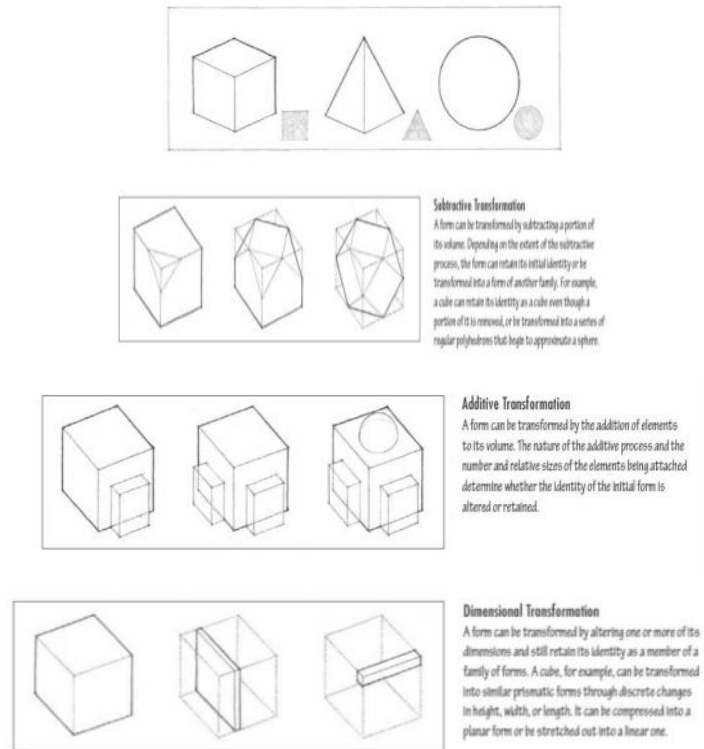 Subtractive Transformation
A form can be transformed by subtracting a portion of
its volume. Depending on the extent of the subtractive
process, the form can retain its initial identity or be
transformed into a form of another family. For example,
a cube can retain its identity as a cube even though a
portion of it is removed, or be transformed into a series of
regular polyhedrons that begin to approximate a sphere.
Additive Transformation
A form can be transformed by the addition of elements
to its volume. The nature of the additive process and the
number and relative sizes of the elements being attached
determine whether the identity of the initial form is
altered or retained.
Dimensional Transformation
A form can be transformed by altering one or more of its
dimensions and still retain its identity as a member of a
family of forms. A cube, for example, can be transformed
into similar prismatic forms through discrete changes
in height, width, or length. It can be compressed into a
planar form or be stretched out into a linear one.